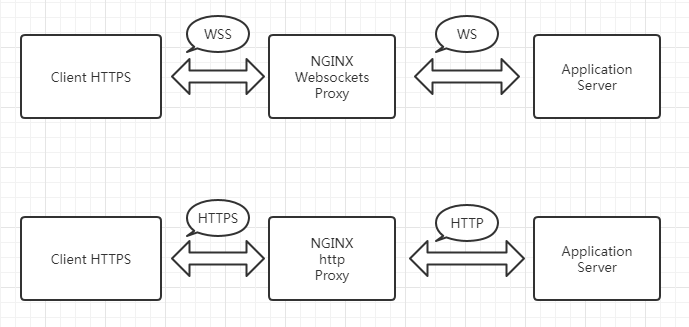 WSS
WS
Client HTTPS
NGINX
Websockets
Proxy
Application
Server
HTTPS
HTTP
Client HTTPS
NGINX
http
Proxy
Application
Server